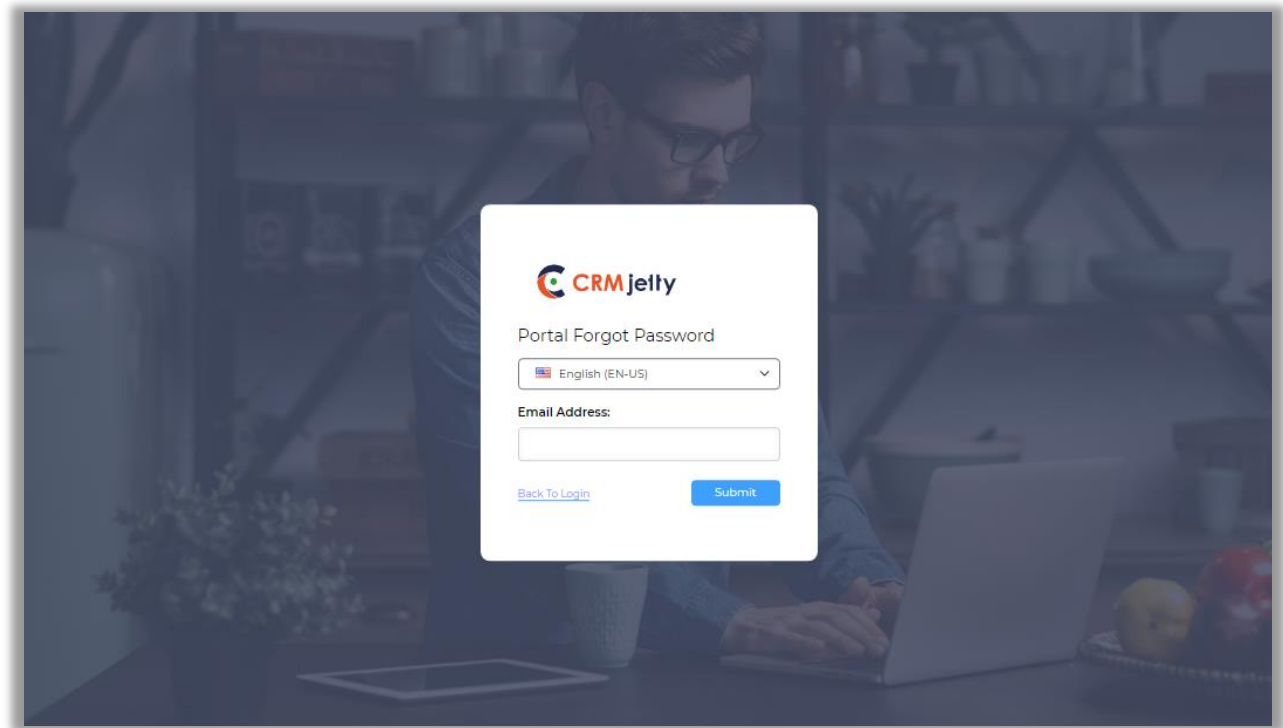 CRMjetty
Portal Forgot Password
English (EN-US)
Email Address:
Back To Login
Submit